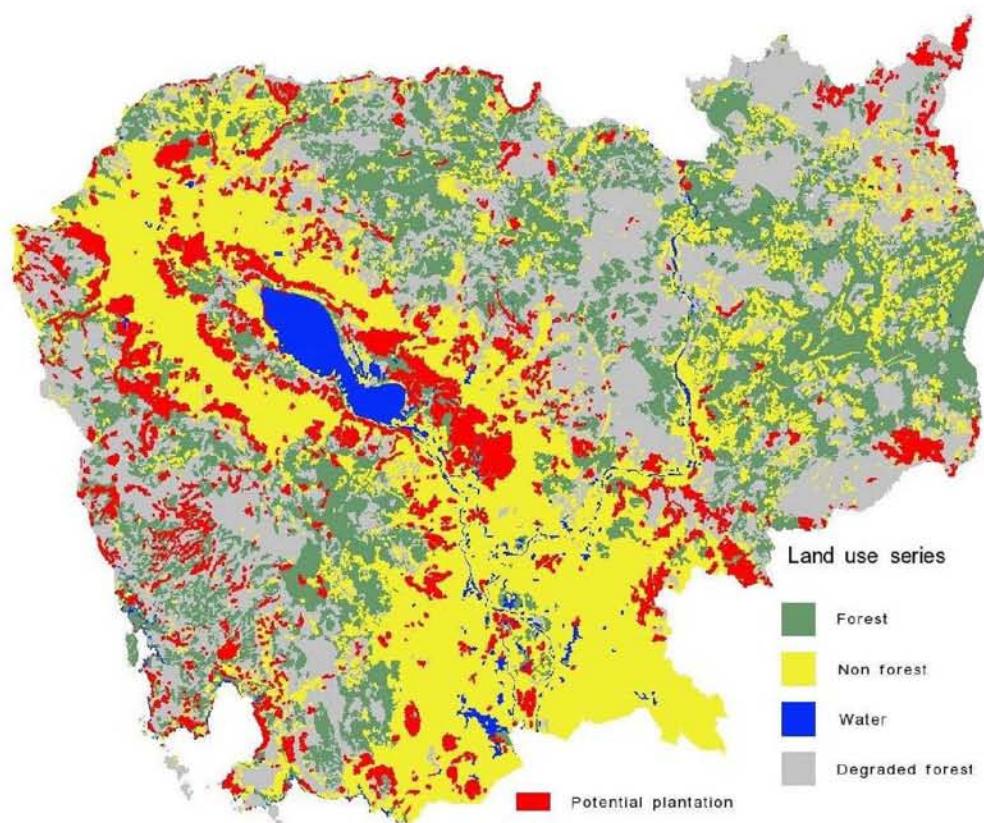 Land use series
Forest
Non forest
Water
Degraded forest
Potential plantation